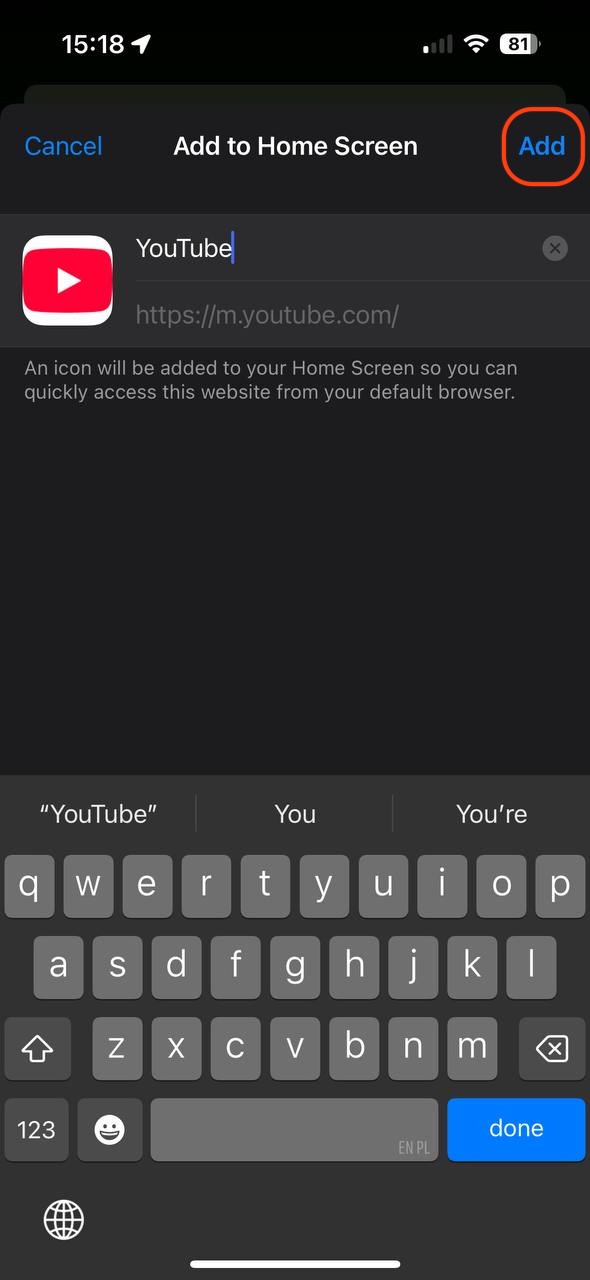 15:18
81
Cancel
Add to Home Screen
Add
YouTube
https://m.youtube.com/
An icon will be added to your Home Screen so you can
quickly access this website from your default browser.
“YouTube”
You
You’re
q w e r t y u i o p
a s d f g h j k l
z x c v b n m
123
EN PL
done